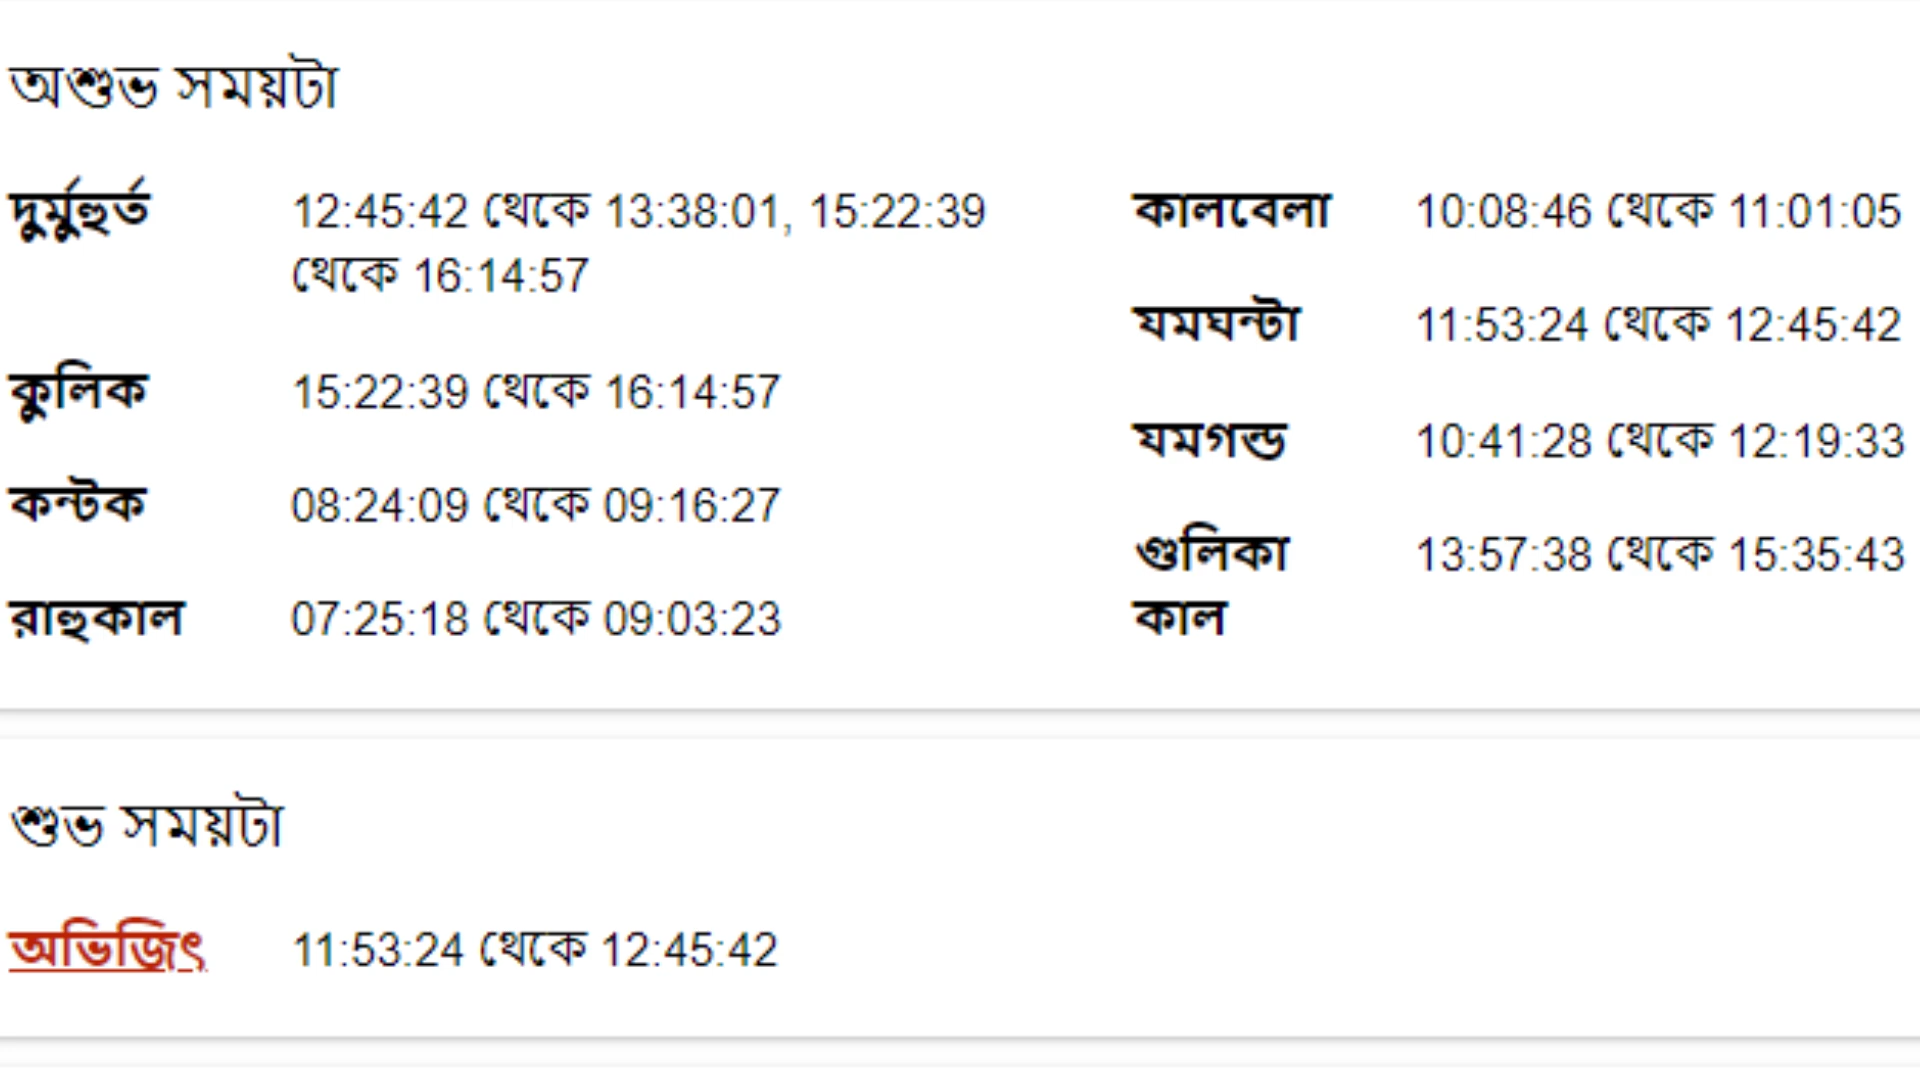 অশুভ সময়টা
দুর্মুহুর্ত 12:45:42 থেকে 13:38:01, 15:22:39
থেকে 16:14:57
কুলিক 15:22:39 থেকে 16:14:57
কন্টক 08:24:09 থেকে 09:16:27
রাহুকাল 07:25:18 থেকে 09:03:23
কালবেলা 10:08:46 থেকে 11:01:05
যমঘন্টা 11:53:24 থেকে 12:45:42
যমগন্ড 10:41:28 থেকে 12:19:33
গুলিকা 13:57:38 থেকে 15:35:43
কাল
শুভ সময়টা
অভিজিৎ 11:53:24 থেকে 12:45:42